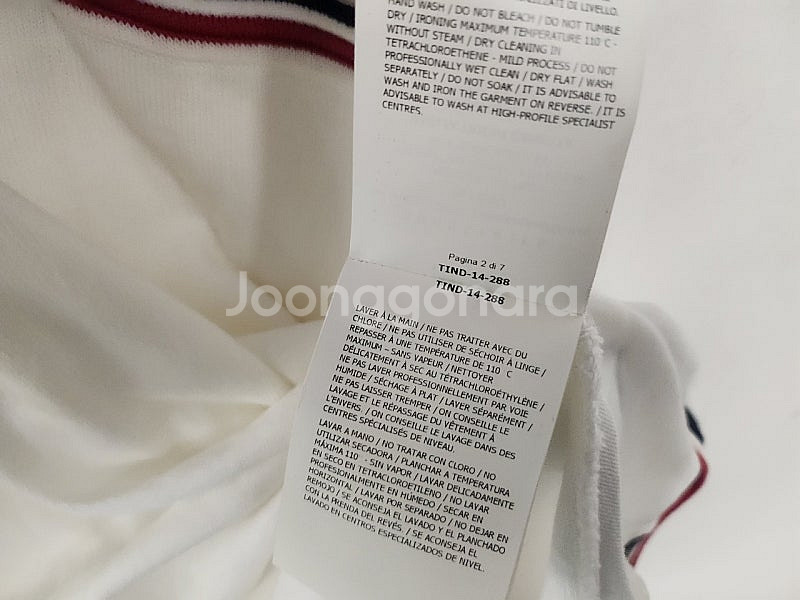 DI LIVELLO.
HAND WASH / DO NOT BLEACH / DO NOT TUMBLE
DRY / IRONING MAXIMUM TEMPERATURE 110 C -
WITHOUT STEAM / DRY CLEANING IN
TETRACHLOROETHENE - MILD PROCESS / DO NOT
PROFESSIONALLY WET CLEAN / DRY FLAT / WASH
SEPARATELY / DO NOT SOAK / IT IS ADVISABLE TO
WASH AND IRON THE GARMENT ON REVERSE. / IT IS
ADVISABLE TO WASH AT HIGH-PROFILE SPECIALIST
CENTRES.
Pagina 2 di 7
TIND-14-288
TIND-14-288
Joonggonara
LAVER À LA MAIN / NE PAS TRAITER AVEC DU
CHLORE / NE PAS UTILISER DE SÉCHOIR À LINGE /
REPASSER À UNE TEMPÉRATURE DE 110 C
MAXIMUM – SANS VAPEUR / NETTOYER
DÉLICATEMENT À SEC AU TÉTRACHLOROÉTHYLÈNE /
NE PAS LAVER PROFESSIONNELLEMENT PAR VOIE
HUMIDE / SÉCHAGE À PLAT / LAVER SÉPARÉMENT /
NE PAS LAISSER TREMPER / ON CONSEILLE LE
LAVAGE ET LE REPASSAGE DU VÊTEMENT À
L'ENVERS. / ON CONSEILLE LE LAVAGE DANS DES
CENTRES SPÉCIALISÉS DE NIVEAU.
LAVAR A MANO / NO TRATAR CON CLORO / NO
UTILIZAR SECADORA / PLANCHAR A TEMPERATURA
MÁXIMA 110 - SIN VAPOR / LAVAR DELICADAMENTE
EN SECO EN TETRACLOROETILENO / NO LAVAR
PROFESIONALMENTE EN HÚMEDO / SECAR EN
HORIZONTAL / LAVAR POR SEPARADO / NO DEJAR EN
REMOJO / SE ACONSEJA EL LAVADO Y EL PLANCHADO
CON LA PRENDA DEL REVÉS. / SE ACONSEJA EL
LAVADO EN CENTROS ESPECIALIZADOS DE NIVEL.